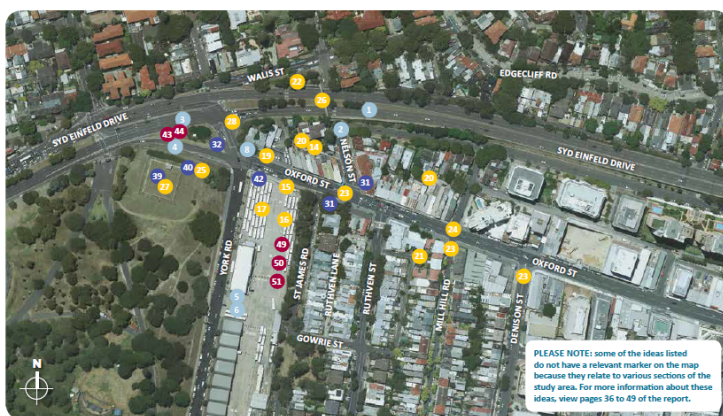 WALIS ST
EDGECLIFF RD
22
26
1
SYD EINFELD DRIVE
3
28
43
44
4
32
8
2
20
14
19
NELSON ST
SYD EINFELD DRIVE
40
25
39
27
42
OXFORD ST
15
23
31
20
31
17
16
24
49
50
51
YORK RD
ST JAMES RD
RUTHVEN LANE
RUTHVEN ST
21
23
MILL HILL RD
OXFORD ST
23
DENISON ST
5
6
GOWRIE ST
N
PLEASE NOTE: some of the ideas listed
do not have a relevant marker on the map
because they relate to various sections of the
study area. For more information about these
ideas, view pages 36 to 49 of the report.